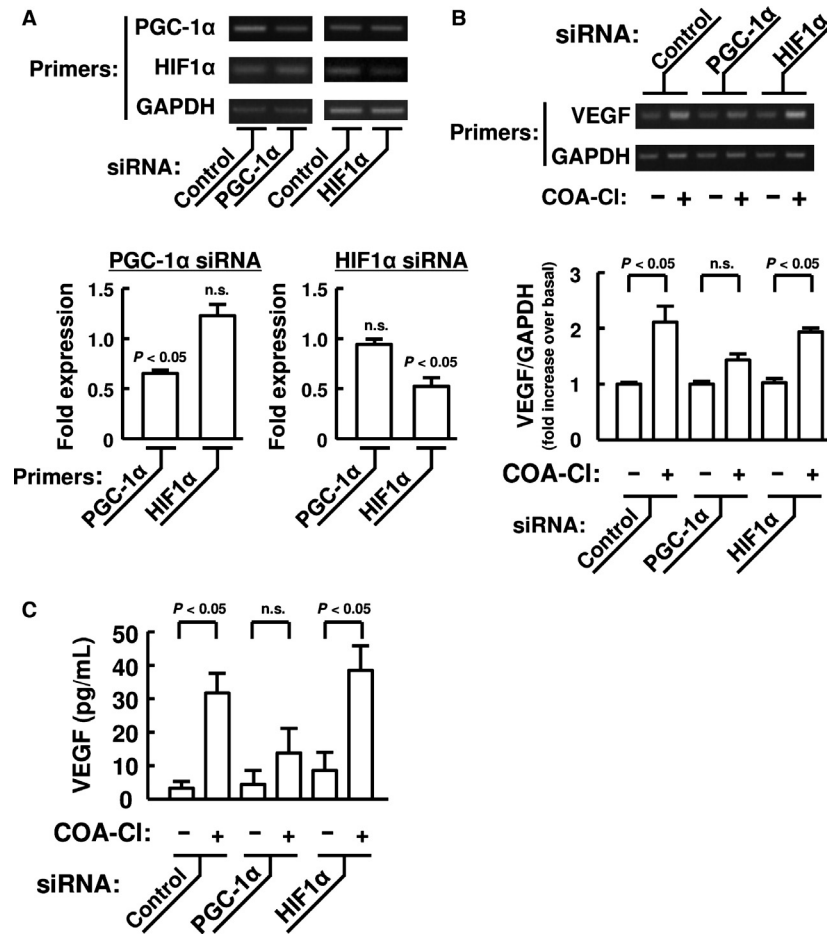 A
Primers:
PGC-1α
HIF1α
GAPDH
siRNA:
Control
PGC-1α
Control
HIF1α
PGC-1α siRNA
Fold expression
1.5
1.0
0.5
0
P < 0.05
n.s.
Primers:
PGC-1α
HIF1α
HIF1α siRNA
Fold expression
1.5
1.0
0.5
0
n.s.
P < 0.05
PGC-1α
HIF1α
B
siRNA:
Control
PGC-1α
HIF1α
Primers:
VEGF
GAPDH
COA-Cl: − + − + − +
VEGF/GAPDH
(fold increase over basal)
3
2
1
0
P < 0.05
n.s.
P < 0.05
COA-Cl: − + − + − +
siRNA:
Control
PGC-1α
HIF1α
C
VEGF (pg/mL)
50
40
30
20
10
0
P < 0.05
n.s.
P < 0.05
COA-Cl: − + − + − +
siRNA:
Control
PGC-1α
HIF1α